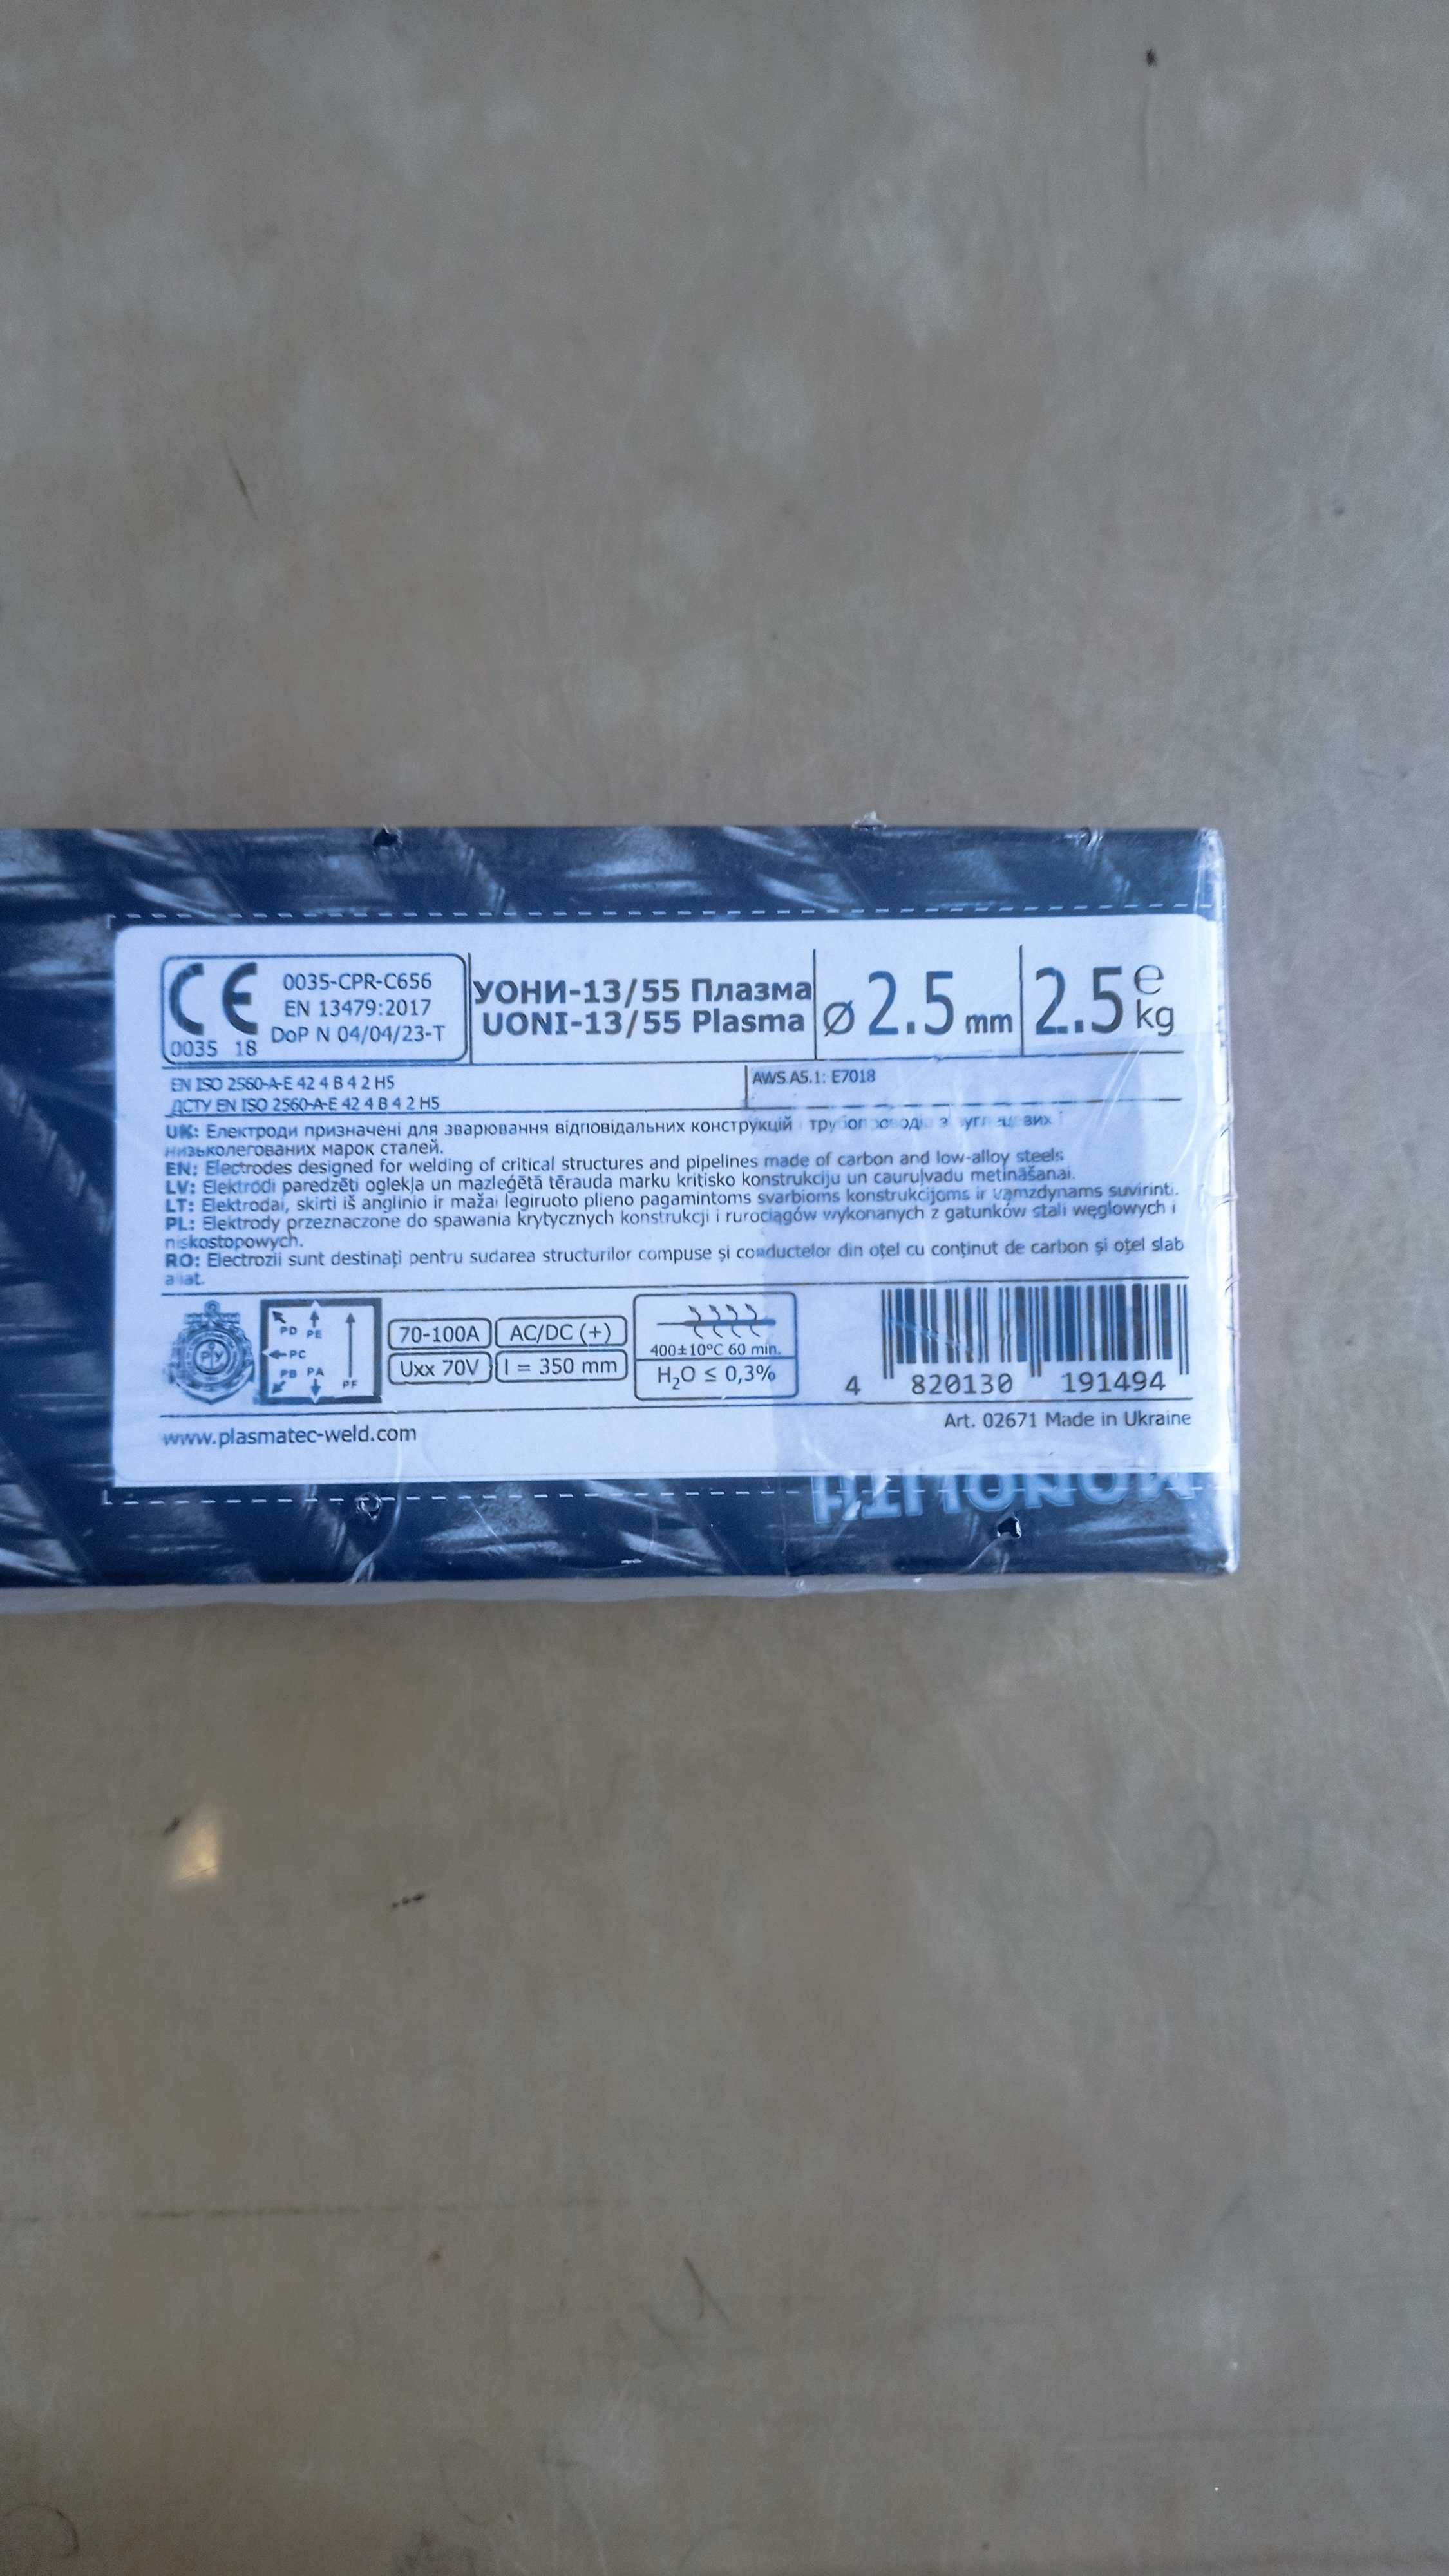 CE
0035 18
0035-CPR-C656
EN 13479:2017
DoP N 04/04/23-T
УОНИ-13/55 Плазма
UONI-13/55 Plasma
ø 2.5 mm
2.5 e kg
EN ISO 2560-A-E 42 4 B 4 2 H5
ДСТУ EN ISO 2560-A-E 42 4 B 4 2 H5
AWS A5.1: E7018
UK: Електроди призначені для зварювання відповідальних конструкцій
низьколегованих марок сталей.
EN: Electrodes designed for welding of critical structures and pipelines made of carbon and low-alloy steels
LV: Elektrodi paredzēti oglekļa un mazleģētā tērauda marku kritisko konstrukciju un cauruļvadu metināšanai.
LT: Elektrodai, skirti iš anglinio ir mažai legiruoto plieno pagamintoms svarbioms konstrukcijoms ir vamzdynams suvirinti.
PL: Elektrody przeznaczone do spawania krytycznych konstrukcji i rurociągów wykonanych z gatunków stali węglowych i
niskostopowych.
RO: Electrozii sunt destinați pentru sudarea structurilor compuse și conductelor din oțel cu conținut de carbon și oțel slab
aliat.
PD PE
PC
PB PA
PF
70-100A
AC/DC (+)
Uxx 70V
l = 350 mm
400±10°C 60 min.
H₂O ≤ 0,3%
4 820130 191494
www.plasmatec-weld.com
Art. 02671 Made in Ukraine
МОНОЛИТ